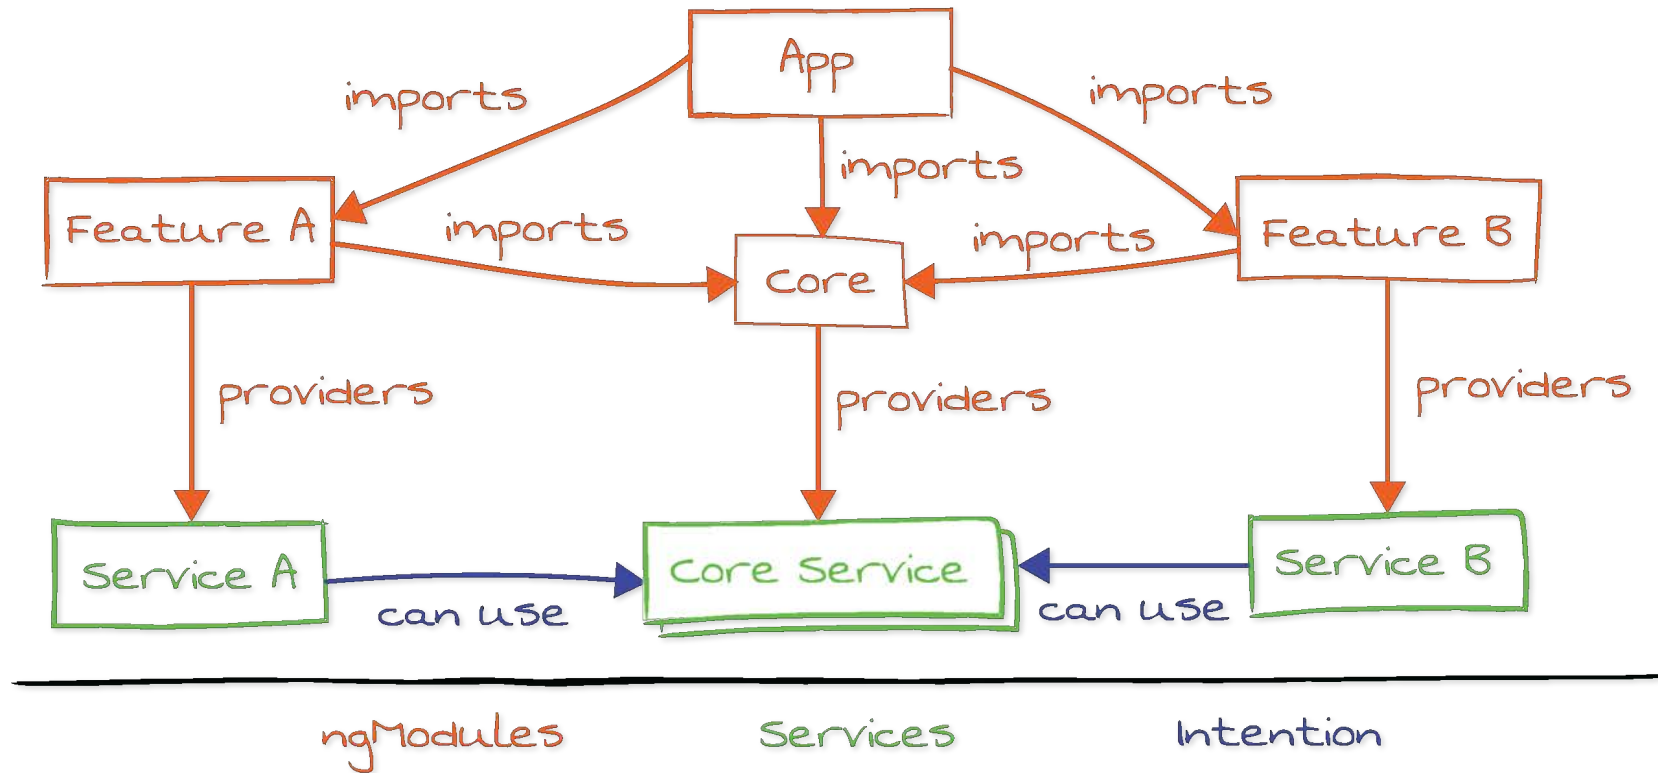 App
imports
imports
imports
Feature A
imports
Core
imports
Feature B
providers
providers
providers
Service A
can use
Core Service
can use
Service B
ngModules
Services
Intention